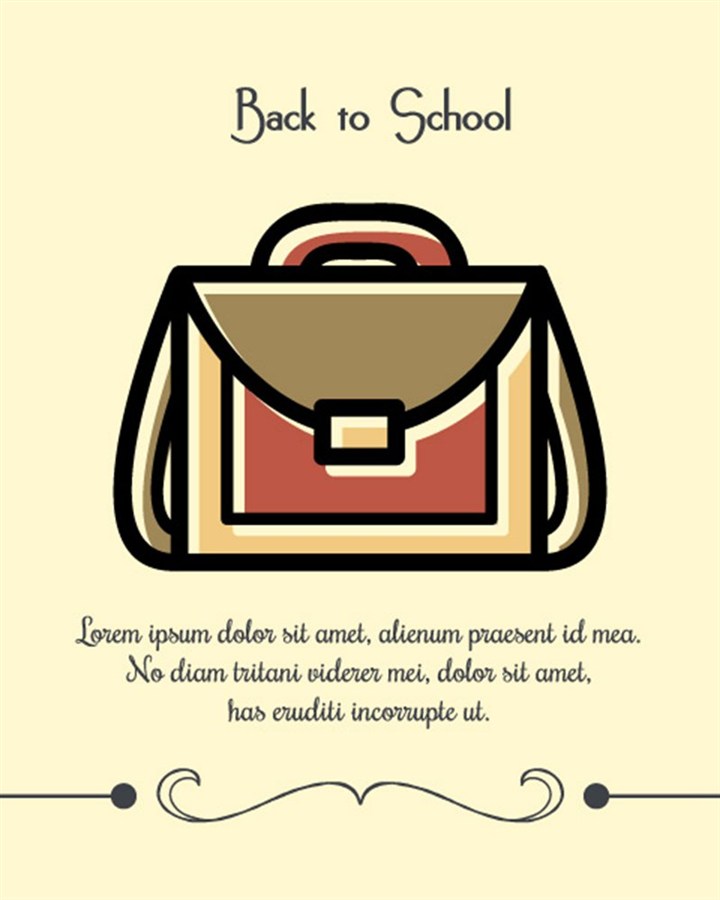 Back to School
Lorem ipsum dolor sit amet, alienum praesent id mea.
No diam tritani viderer mei, dolor sit amet,
has eruditi incorrupte ut.